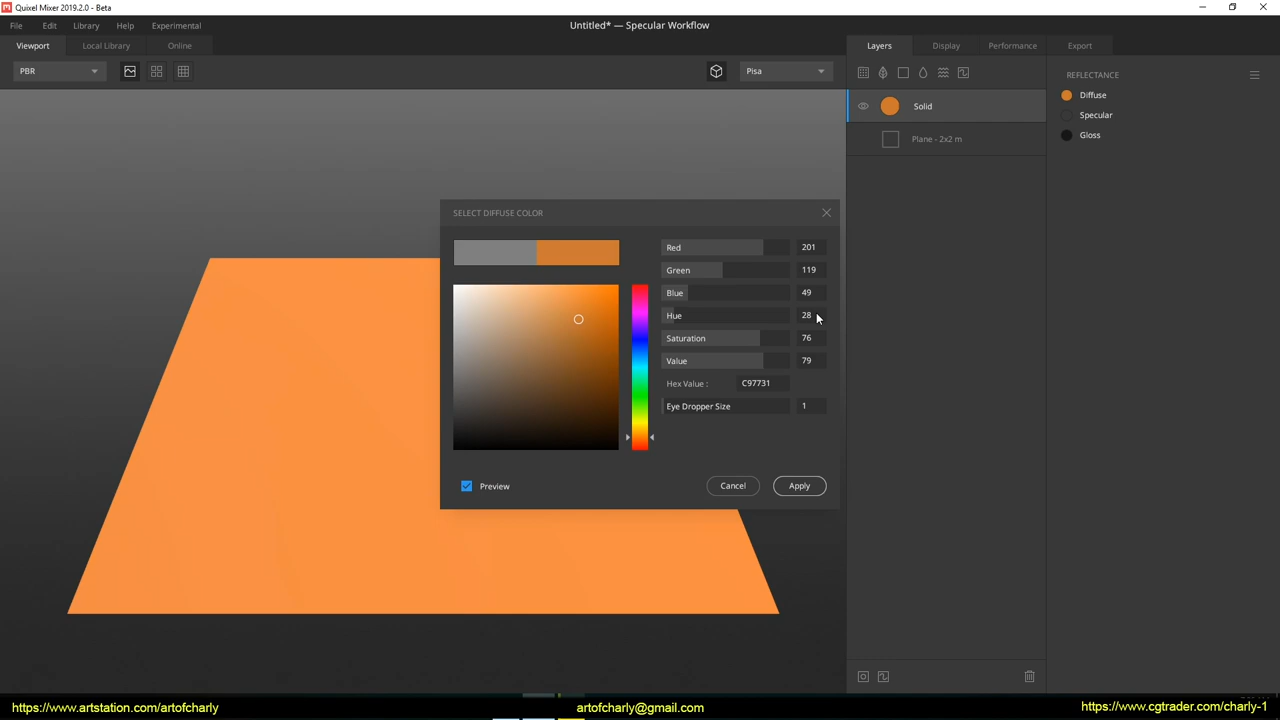 Quixel Mixer 2019.2.0 - Beta
File Edit Library Help Experimental
Untitled* — Specular Workflow
Viewport Local Library Online
Layers Display Performance Export
PBR
Pisa
REFLECTANCE
Diffuse
Specular
Gloss
Solid
Plane - 2x2 m
SELECT DIFFUSE COLOR
Red 201
Green 119
Blue 49
Hue 28
Saturation 76
Value 79
Hex Value : C97731
Eye Dropper Size 1
Preview
Cancel
Apply
https://www.artstation.com/artofcharly
artofcharly@gmail.com
https://www.cgtrader.com/charly-1